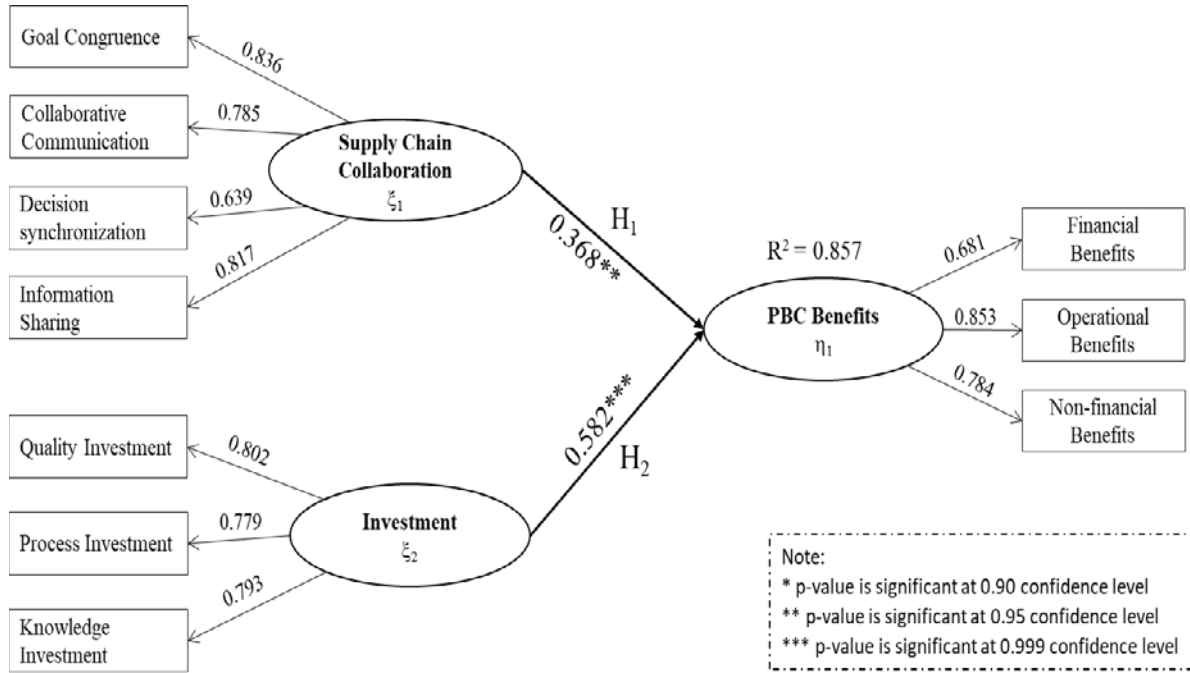 Goal Congruence
0.836
Collaborative
Communication
0.785
Decision
synchronization
0.639
Information
Sharing
0.817
Supply Chain
Collaboration
ξ₁
H₁
0.368**
Quality Investment
0.802
Process Investment
0.779
Knowledge
Investment
0.793
Investment
ξ₂
0.582***
H₂
R² = 0.857
PBC Benefits
η₁
0.681
Financial
Benefits
0.853
Operational
Benefits
0.784
Non-financial
Benefits
Note:
* p-value is significant at 0.90 confidence level
** p-value is significant at 0.95 confidence level
*** p-value is significant at 0.999 confidence level